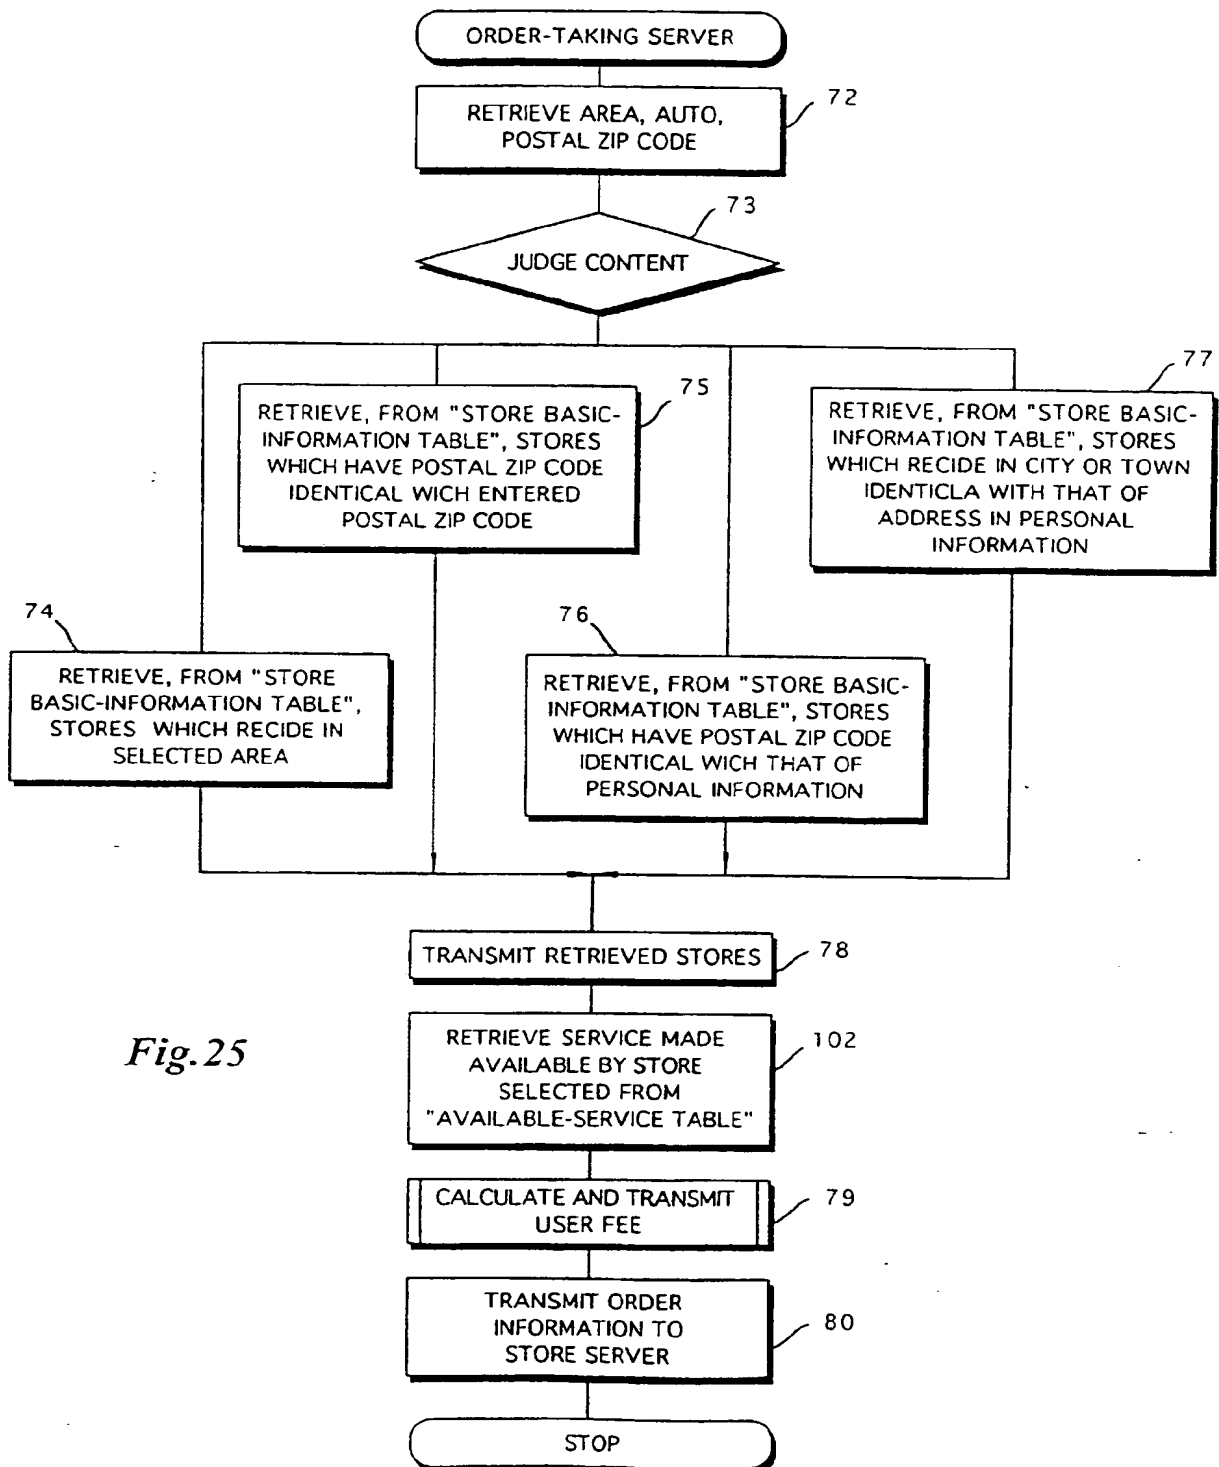 ORDER-TAKING SERVER
72
RETRIEVE AREA, AUTO,
POSTAL ZIP CODE
73
JUDGE CONTENT
75
RETRIEVE, FROM "STORE BASIC-
INFORMATION TABLE", STORES
WHICH HAVE POSTAL ZIP CODE
IDENTICAL WICH ENTERED
POSTAL ZIP CODE
77
RETRIEVE, FROM "STORE BASIC-
INFORMATION TABLE", STORES
WHICH RECIDE IN CITY OR TOWN
IDENTICLA WITH THAT OF
ADDRESS IN PERSONAL
INFORMATION
74
RETRIEVE, FROM "STORE
BASIC-INFORMATION TABLE",
STORES WHICH RECIDE IN
SELECTED AREA
76
RETRIEVE, FROM "STORE BASIC-
INFORMATION TABLE", STORES
WHICH HAVE POSTAL ZIP CODE
IDENTICAL WICH THAT OF
PERSONAL INFORMATION
TRANSMIT RETRIEVED STORES
78
Fig.25
RETRIEVE SERVICE MADE
AVAILABLE BY STORE
SELECTED FROM
"AVAILABLE-SERVICE TABLE"
102
CALCULATE AND TRANSMIT
USER FEE
79
TRANSMIT ORDER
INFORMATION TO
STORE SERVER
80
STOP